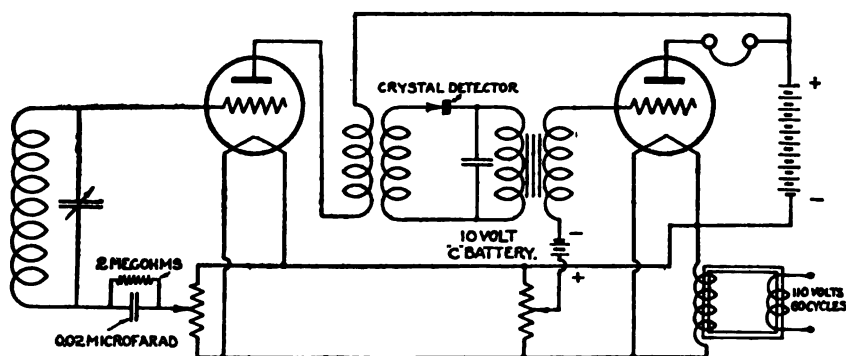 CRYSTAL DETECTOR
+
-
10 VOLT
"C" BATTERY.
-
+
2 MEGOHMS
0.02 MICROFARAD
110 VOLTS
60 CYCLES